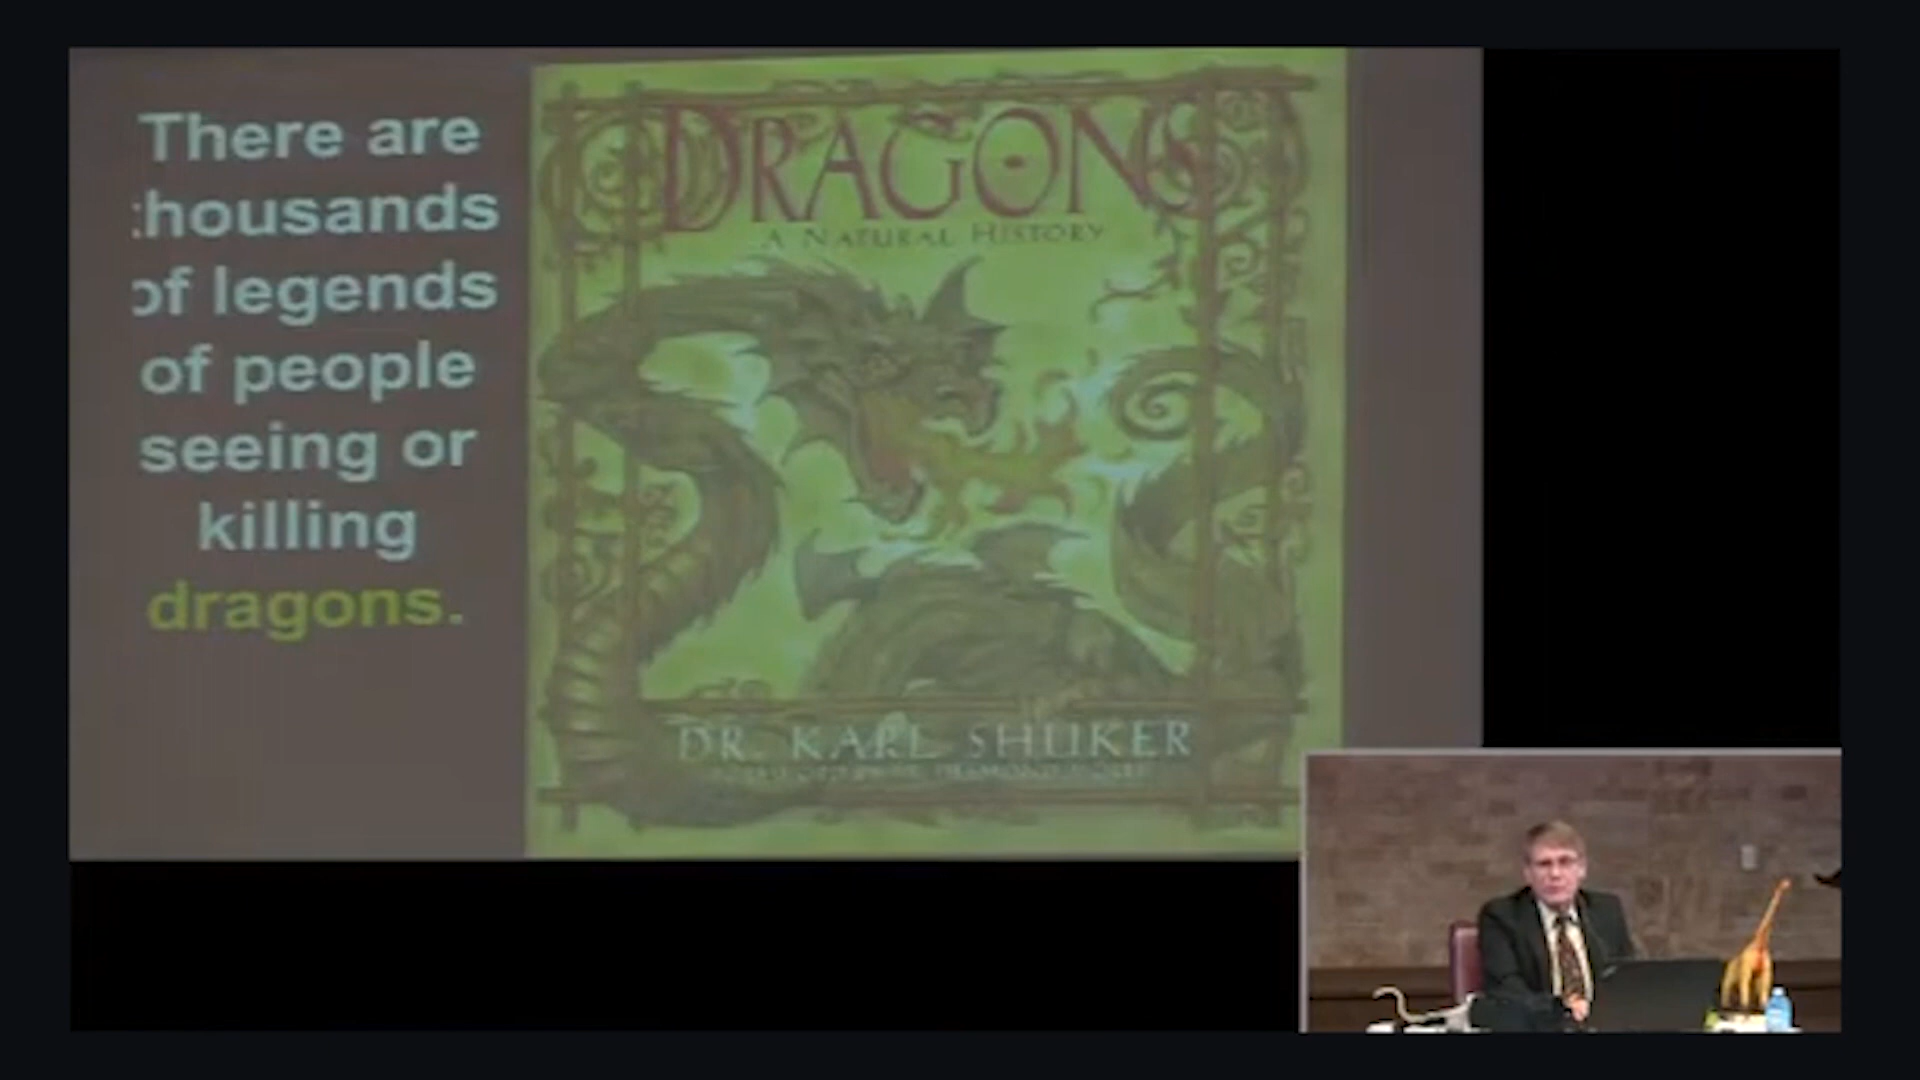 There are
thousands
of legends
of people
seeing or
killing
dragons.
DRAGONS
A NATURAL HISTORY
DR. KARL SHUKER